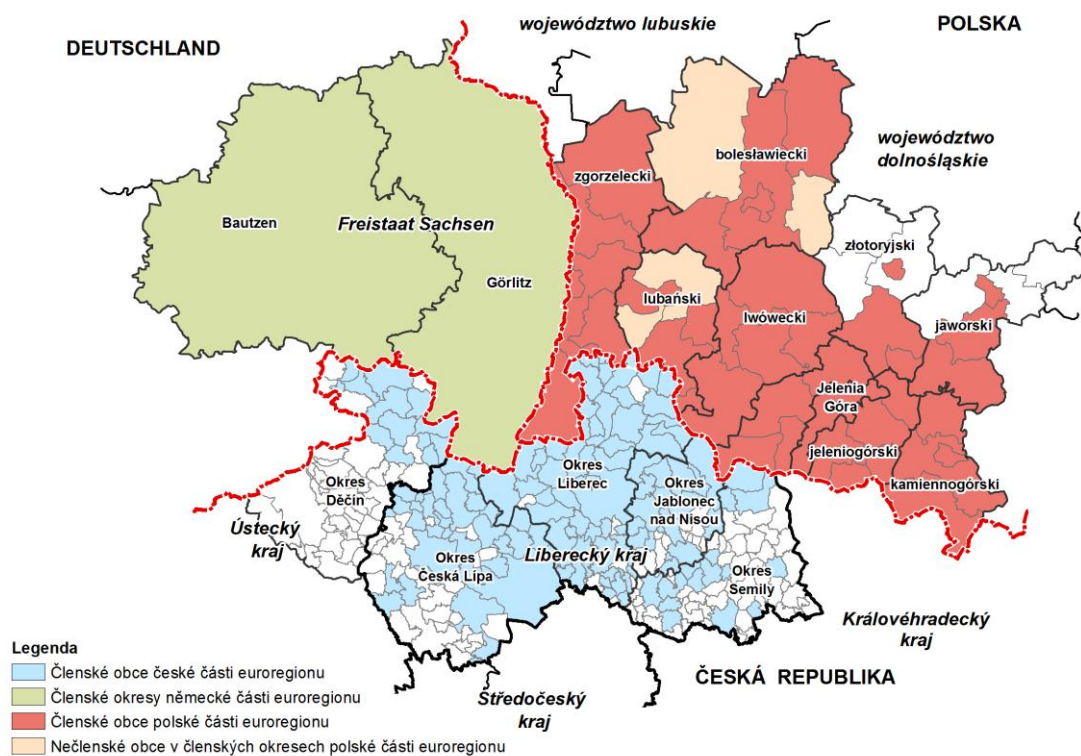 DEUTSCHLAND
województwo lubuskie
POLSKA
województwo
dolnośląskie
bolesławiecki
zgorzelecki
Bautzen
Freistaat Sachsen
złotoryjski
Görlitz
lubański
lwówecki
jaworski
Jelenia
Góra
jeleniogórski
kamiennogórski
Okres
Děčín
Okres
Liberec
Okres
Jablonec
nad Nisou
Ústecký
kraj
Okres
Česká Lípa
Liberecký kraj
Okres
Semily
Královéhradecký
kraj
ČESKÁ REPUBLIKA
Středočeský
kraj
Legenda
Členské obce české části euroregionu
Členské okresy německé části euroregionu
Členské obce polské části euroregionu
Nečlenské obce v členských okresech polské části euroregionu